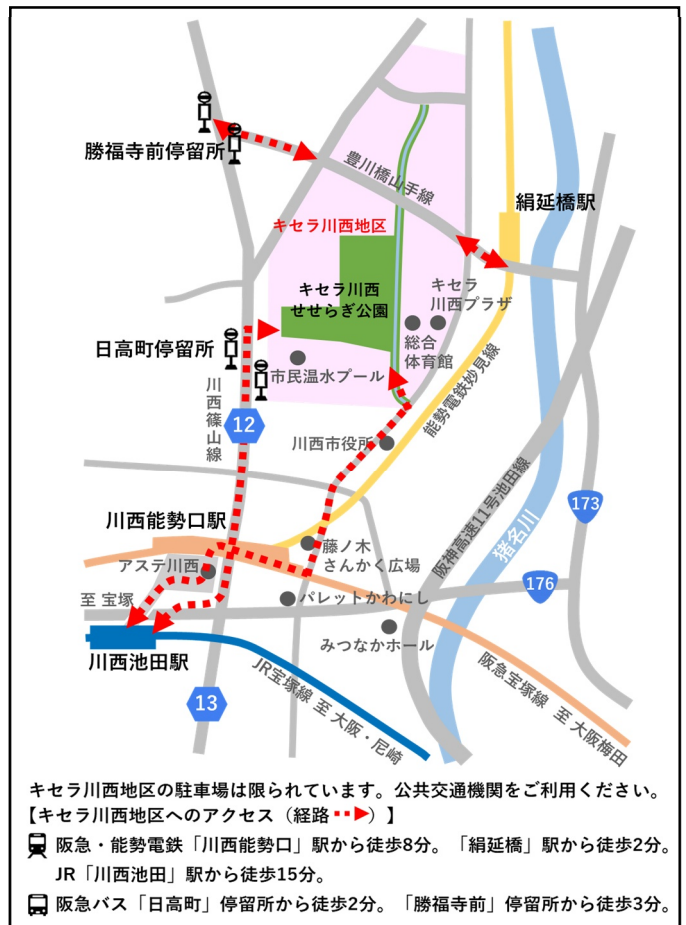 勝福寺前停留所
豊川橋山手線
絹延橋駅
キセラ川西地区
キセラ川西
せせらぎ公園
キセラ
川西プラザ
総合
体育館
日高町停留所
市民温水プール
川西篠山線
12
能勢電鉄妙見線
川西市役所
阪神高速11号池田線
173
川西能勢口駅
猪名川
藤ノ木
さんかく広場
アステ川西
176
至 宝塚
パレットかわにし
みつなかホール
川西池田駅
13
JR宝塚線 至 大阪・尼崎
阪急宝塚線 至 大阪梅田
キセラ川西地区の駐車場は限られています。公共交通機関をご利用ください。
【キセラ川西地区へのアクセス（経路）】
阪急・能勢電鉄「川西能勢口」駅から徒歩8分。「絹延橋」駅から徒歩2分。
JR「川西池田」駅から徒歩15分。
阪急バス「日高町」停留所から徒歩2分。「勝福寺前」停留所から徒歩3分。